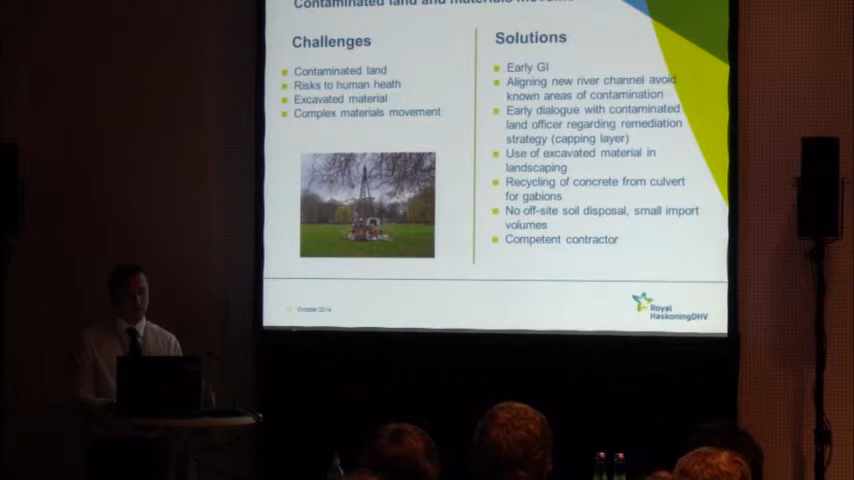 Contaminated land and materials movement
Challenges
Contaminated land
Risks to human heath
Excavated material
Complex materials movement
Solutions
Early GI
Aligning new river channel avoid
known areas of contamination
Early dialogue with contaminated
land officer regarding remediation
strategy (capping layer)
Use of excavated material in
landscaping
Recycling of concrete from culvert
for gabions
No off-site soil disposal, small import
volumes
Competent contractor
October 2014
Royal
HaskoningDHV